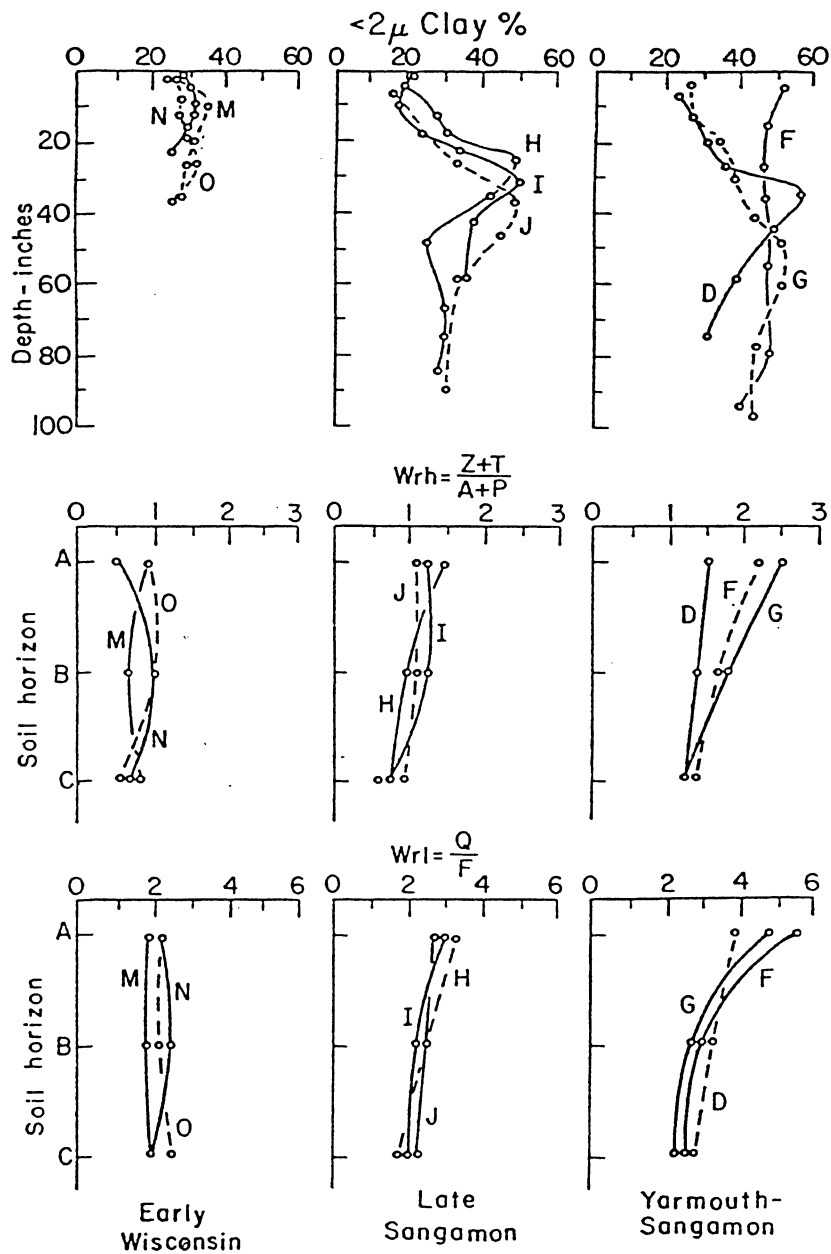 <2μ Clay %
0 20 40 60
0 20 40 60
0 20 40 60
Depth-inches
20
40
60
80
100
N
M
O
H
I
J
F
D
G
Wrh = Z+T
A+P
0 1 2 3
0 1 2 3
0 1 2 3
Soil horizon
A
B
C
O
M
N
J
I
H
D
F
G
Wrl = Q
F
0 2 4 6
0 2 4 6
0 2 4 6
Soil horizon
A
B
C
M
N
O
H
I
J
G
F
D
Early
Wisconsin
Late
Sangamon
Yarmouth-
Sangamon